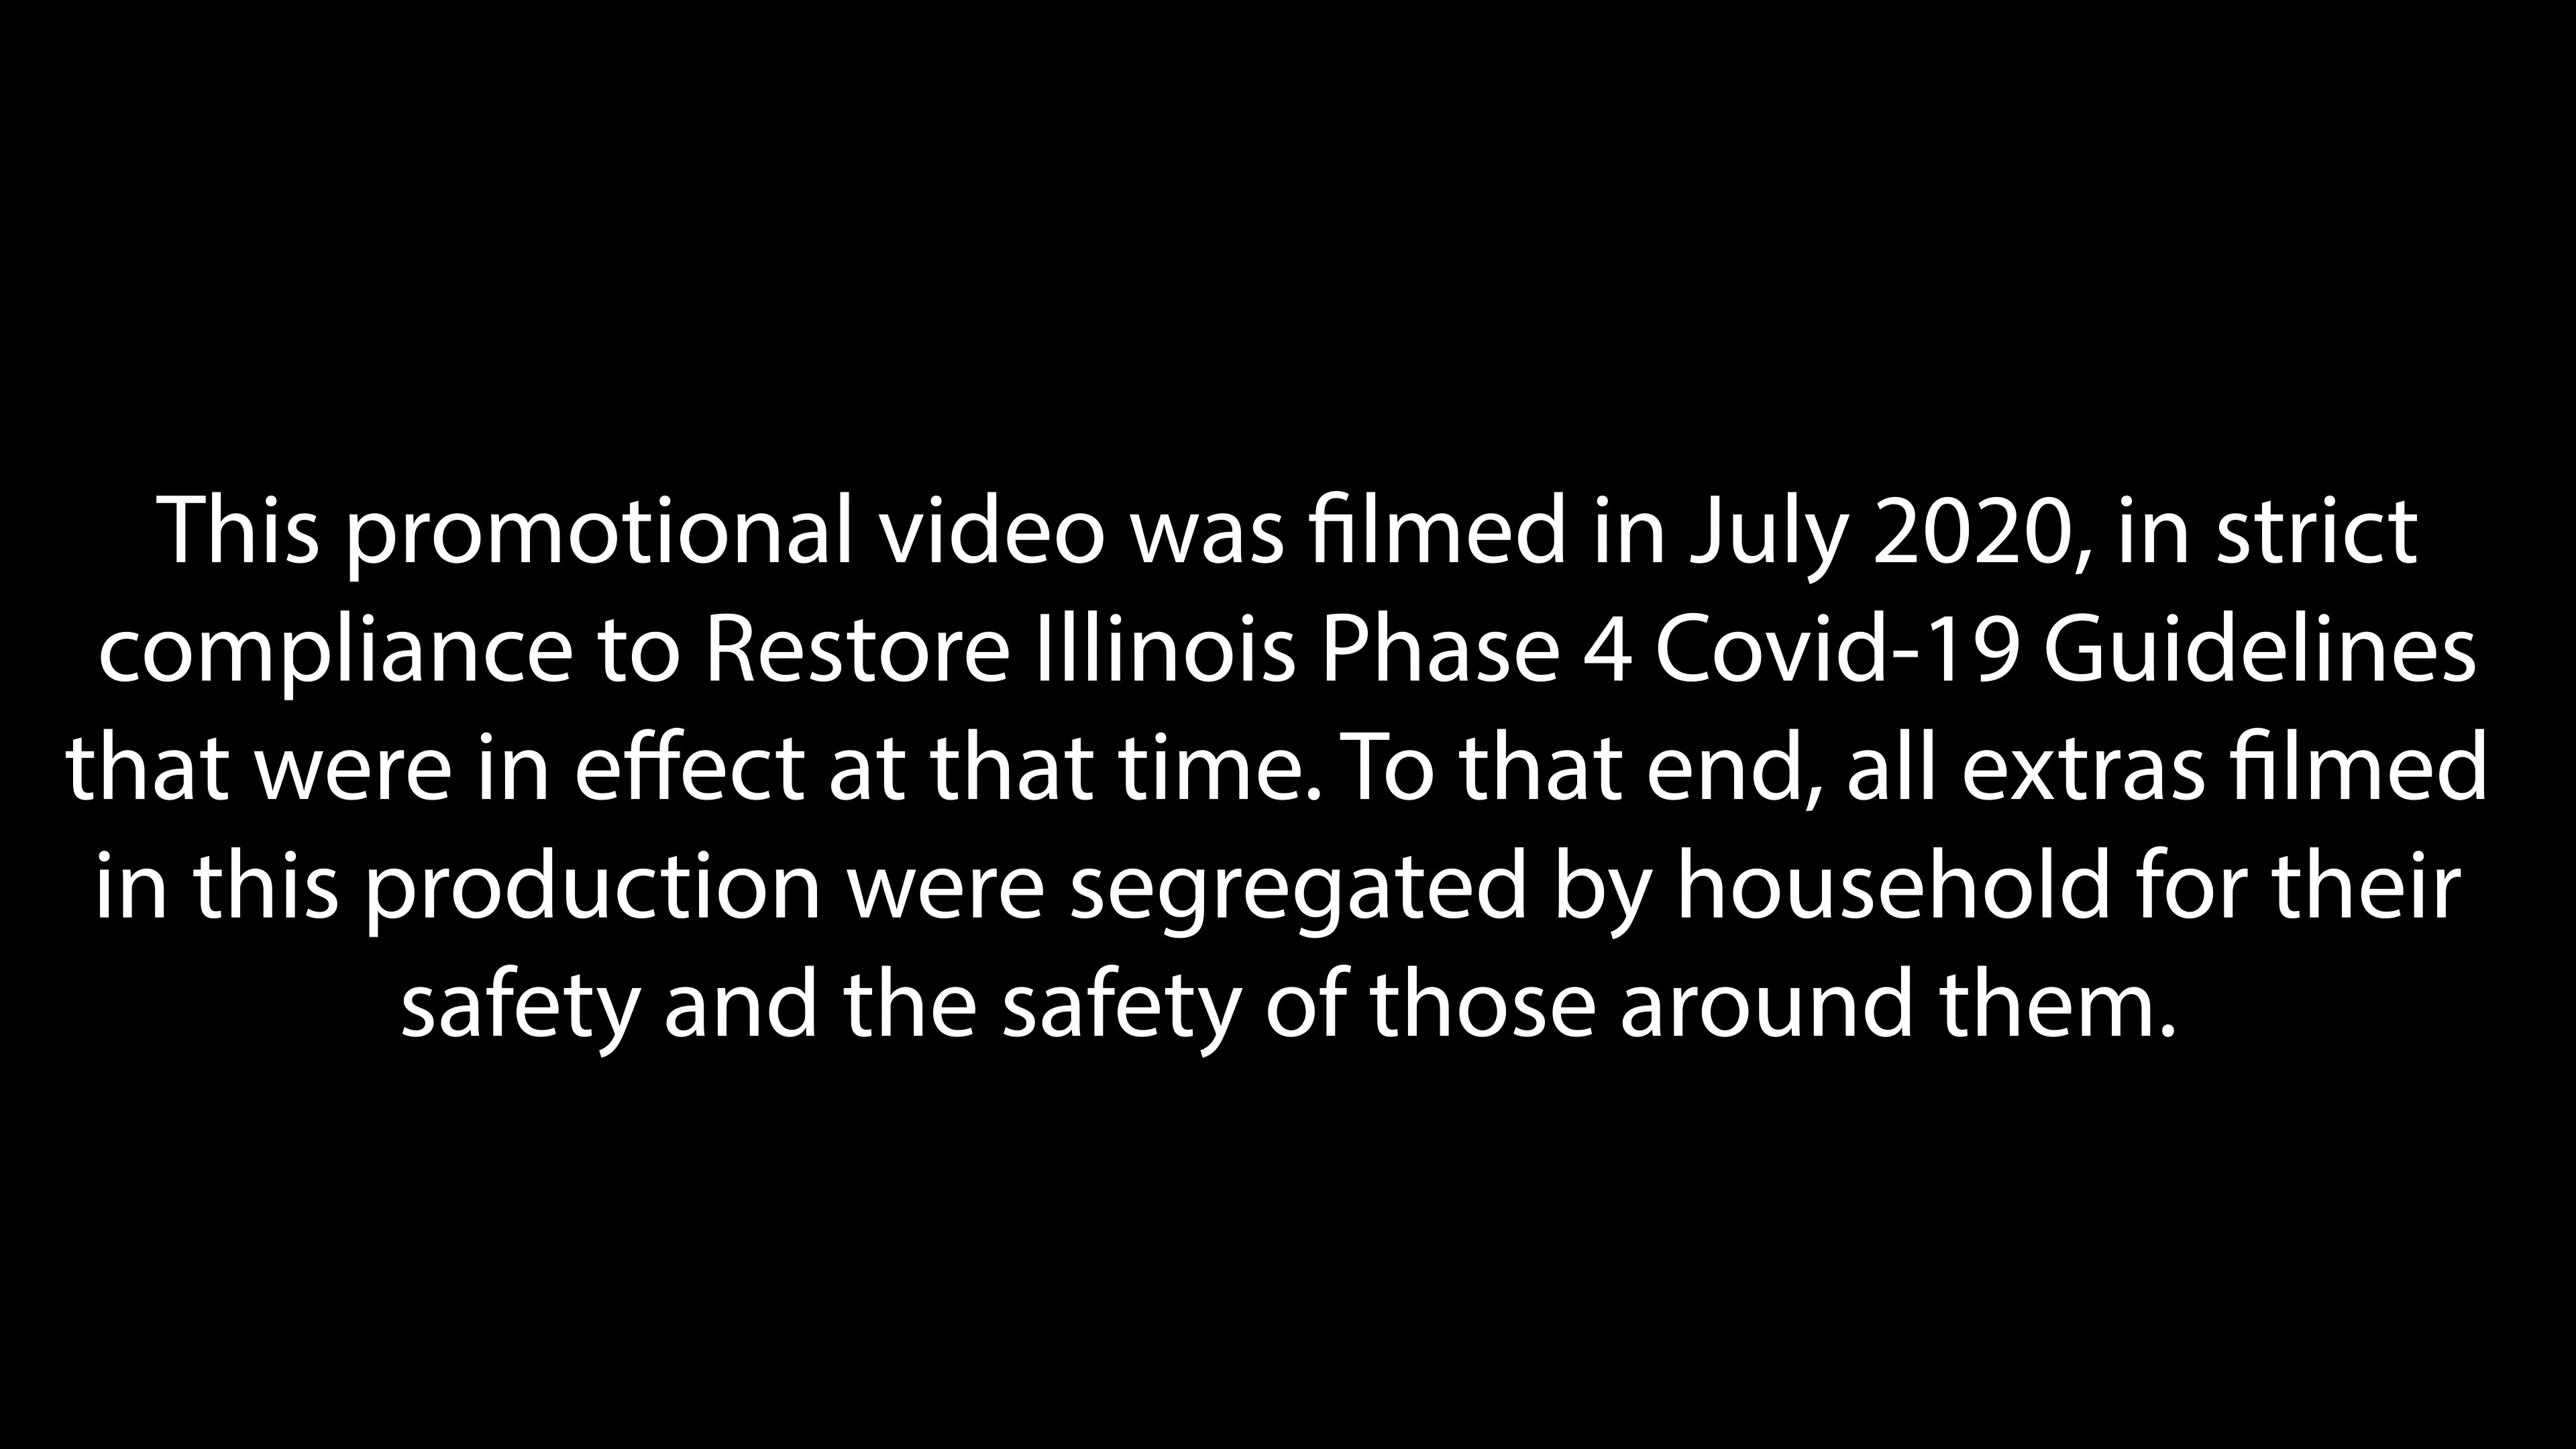 This promotional video was filmed in July 2020, in strict
compliance to Restore Illinois Phase 4 Covid-19 Guidelines
that were in effect at that time. To that end, all extras filmed
in this production were segregated by household for their
safety and the safety of those around them.